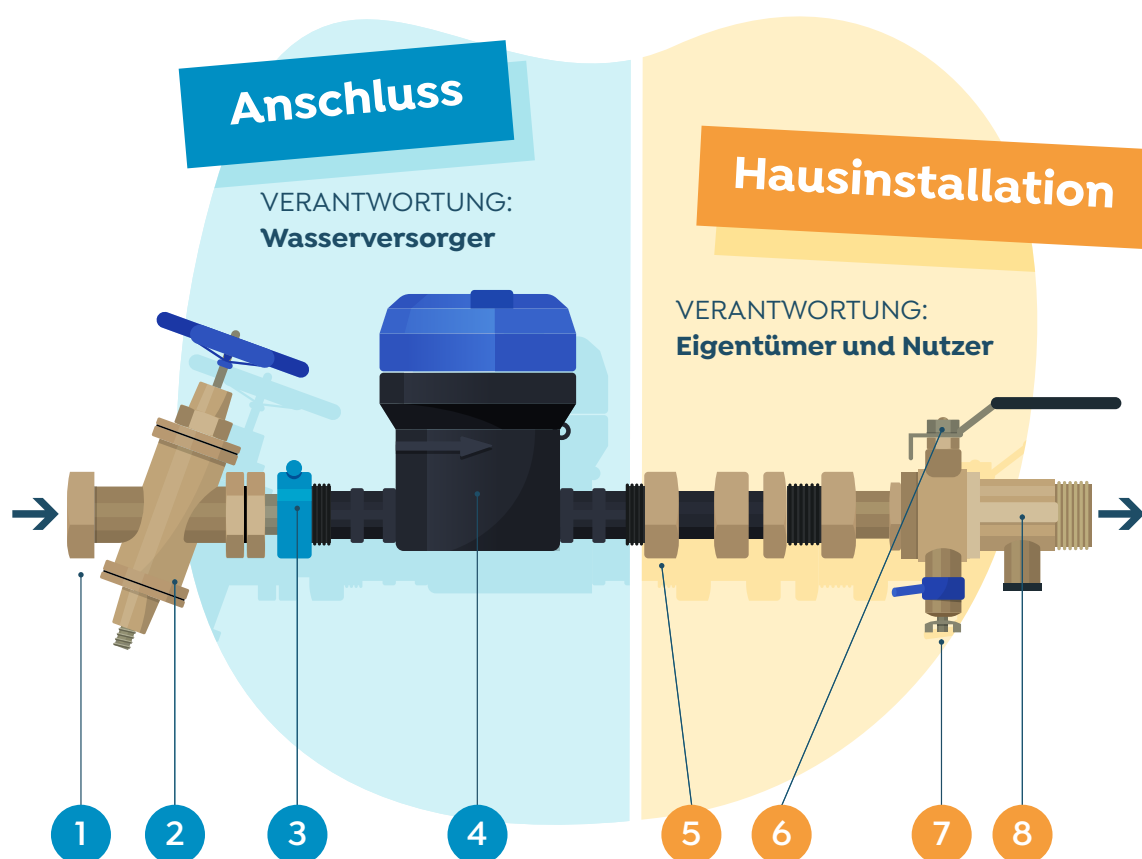 Anschluss
VERANTWORTUNG:
Wasserversorger
Hausinstallation
VERANTWORTUNG:
Eigentümer und Nutzer
1 2 3 4 5 6 7 8